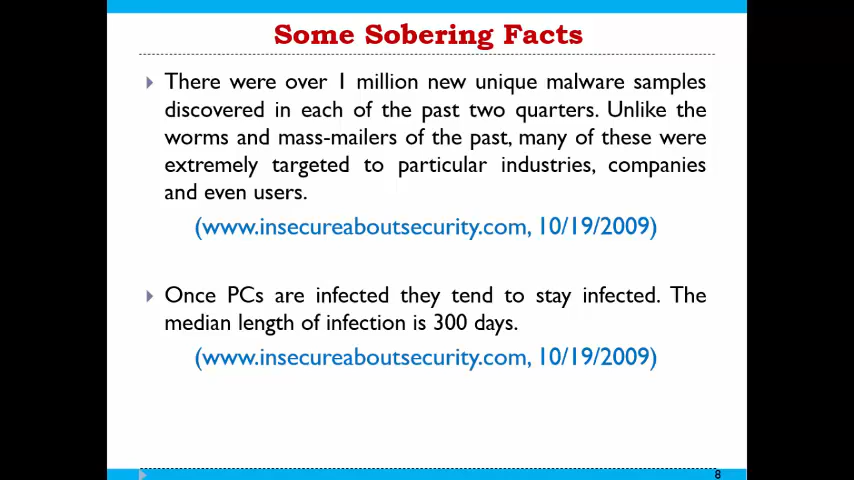 Some Sobering Facts
There were over 1 million new unique malware samples
discovered in each of the past two quarters. Unlike the
worms and mass-mailers of the past, many of these were
extremely targeted to particular industries, companies
and even users.
(www.insecureaboutsecurity.com, 10/19/2009)
Once PCs are infected they tend to stay infected. The
median length of infection is 300 days.
(www.insecureaboutsecurity.com, 10/19/2009)
8